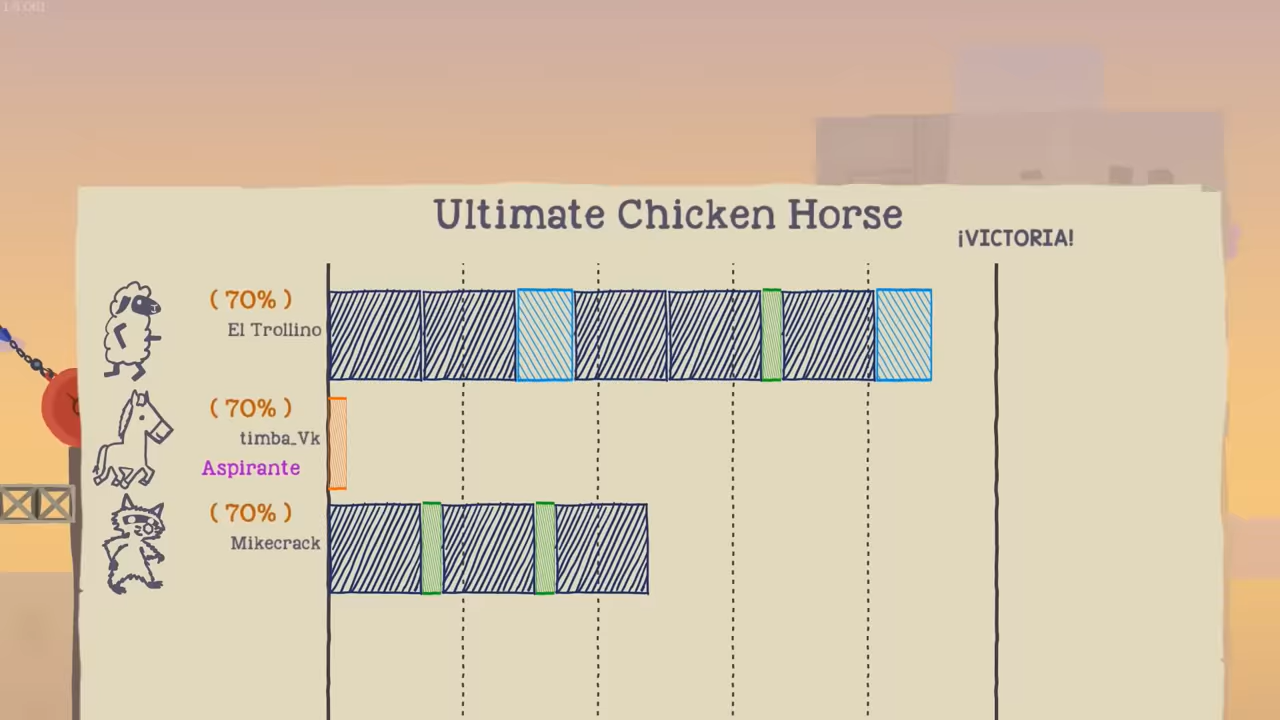 Ultimate Chicken Horse
¡VICTORIA!
( 70% )
El Trollino
( 70% )
timba_Vk
Aspirante
( 70% )
Mikecrack